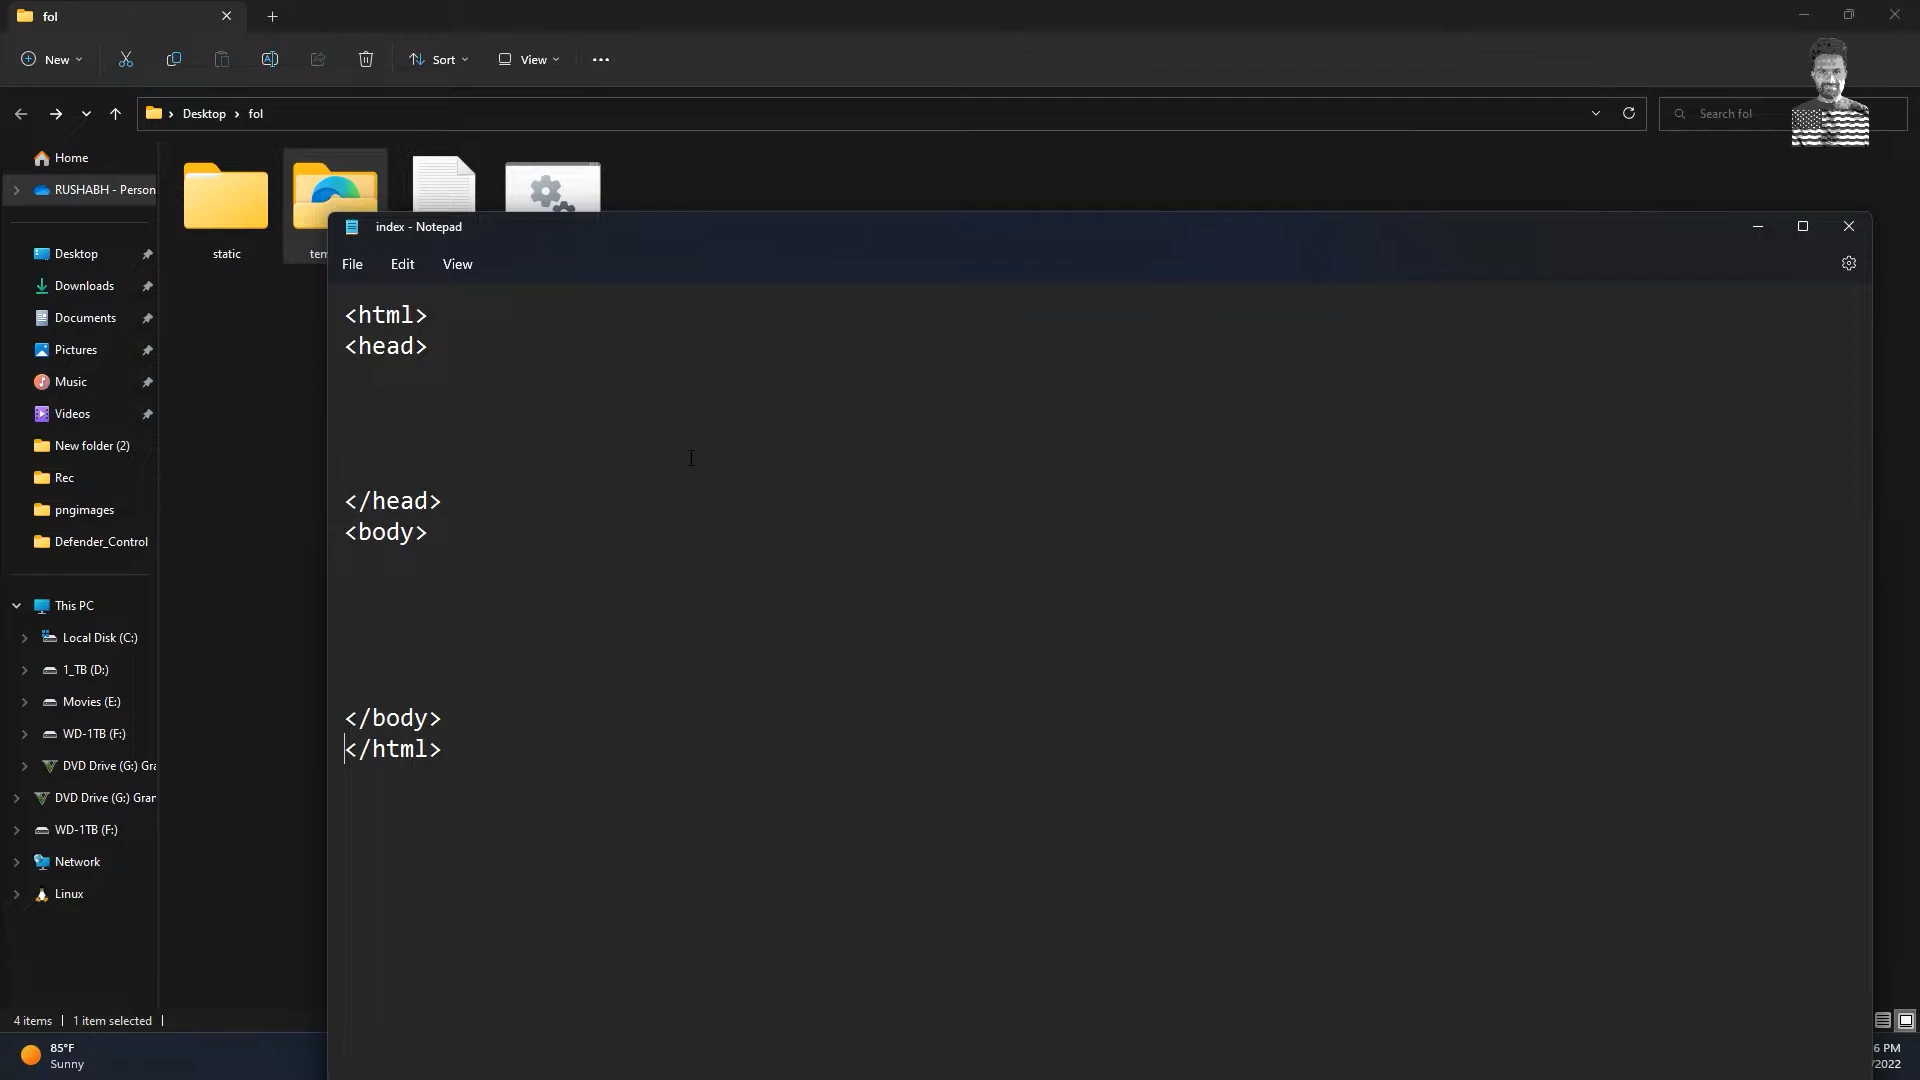 fol
New
Sort
View
Desktop
fol
Search fol
Home
RUSHABH - Person
Desktop
Downloads
Documents
Pictures
Music
Videos
New folder (2)
Rec
pngimages
Defender_Control
This PC
Local Disk (C:)
1_TB (D:)
Movies (E:)
WD-1TB (F:)
DVD Drive (G:) Gra
DVD Drive (G:) Gran
WD-1TB (F:)
Network
Linux
static
tem
index - Notepad
File Edit View
<html>
<head>
</head>
<body>
</body>
</html>
4 items
1 item selected
85°F
Sunny
6 PM
/2022